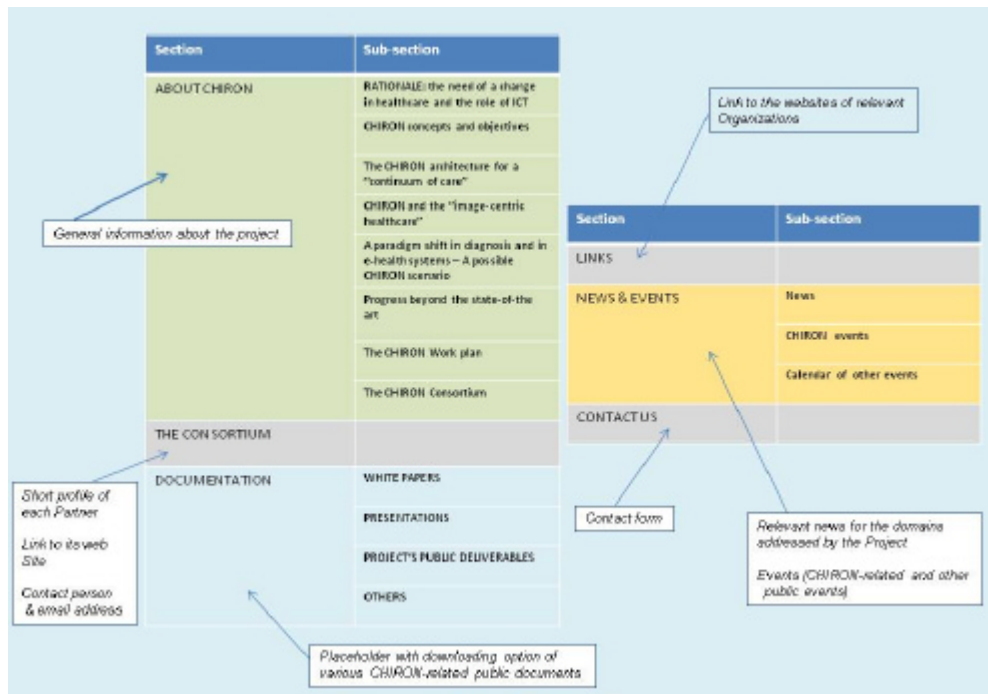 Section Sub-section
ABOUT CHIRON
RATIONALE: the need of a change
in healthcare and the role of ICT
CHIRON concepts and objectives
The CHIRON architecture for a
"continuum of care"
CHIRON and the "image-centric
healthcare"
A paradigm shift in diagnosis and in
e-health systems – A possible
CHIRON scenario
Progress beyond the state-of-the
art
The CHIRON Work plan
The CHIRON Consortium
THE CONSORTIUM
DOCUMENTATION
WHITE PAPERS
PRESENTATIONS
PROJECT'S PUBLIC DELIVERABLES
OTHERS
General information about the project
Short profile of
each Partner
Link to its web
Site
Contact person
& email address
Placeholder with downloading option of
various CHIRON-related public documents
Link to the websites of relevant
Organizations
Section Sub-section
LINKS
NEWS & EVENTS
News
CHIRON events
Calendar of other events
CONTACT US
Contact form
Relevant news for the domains
addressed by the Project
Events (CHIRON-related and other
public events)